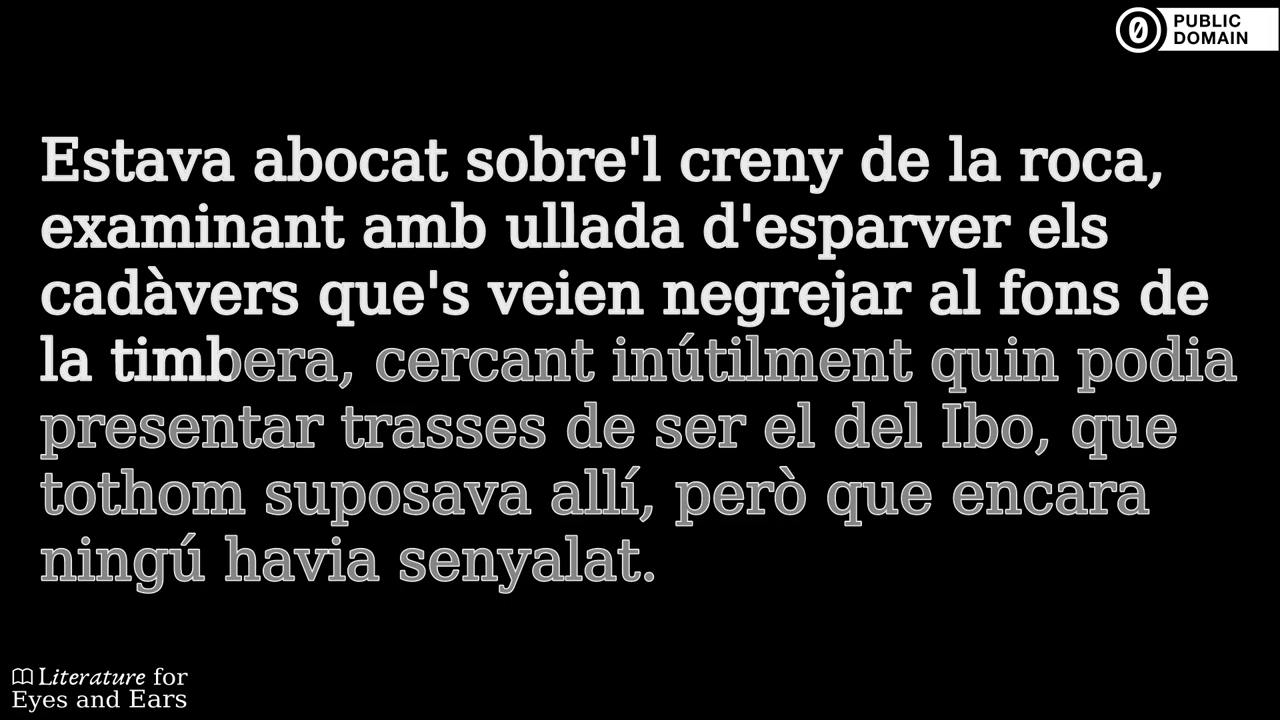 PUBLIC
DOMAIN
Estava abocat sobre'l creny de la roca,
examinant amb ullada d'esparver els
cadàvers que's veien negrejar al fons de
la timbera, cercant inútilment quin podia
presentar trasses de ser el del Ibo, que
tothom suposava allí, però que encara
ningú havia senyalat.
Literature for
Eyes and Ears